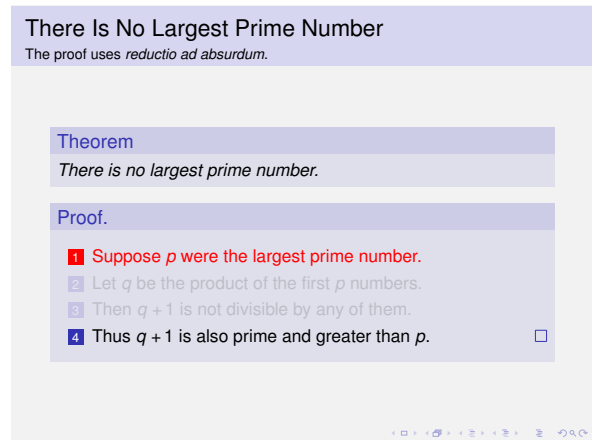 There Is No Largest Prime Number
The proof uses reductio ad absurdum.
Theorem
There is no largest prime number.
Proof.
1 Suppose p were the largest prime number.
2 Let q be the product of the first p numbers.
3 Then q + 1 is not divisible by any of them.
4 Thus q + 1 is also prime and greater than p.